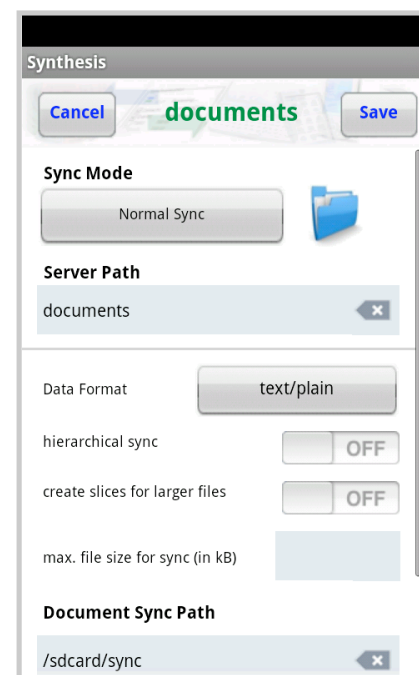 Synthesis
Cancel documents Save
Sync Mode
Normal Sync
Server Path
documents
Data Format text/plain
hierarchical sync OFF
create slices for larger files OFF
max. file size for sync (in kB)
Document Sync Path
/sdcard/sync